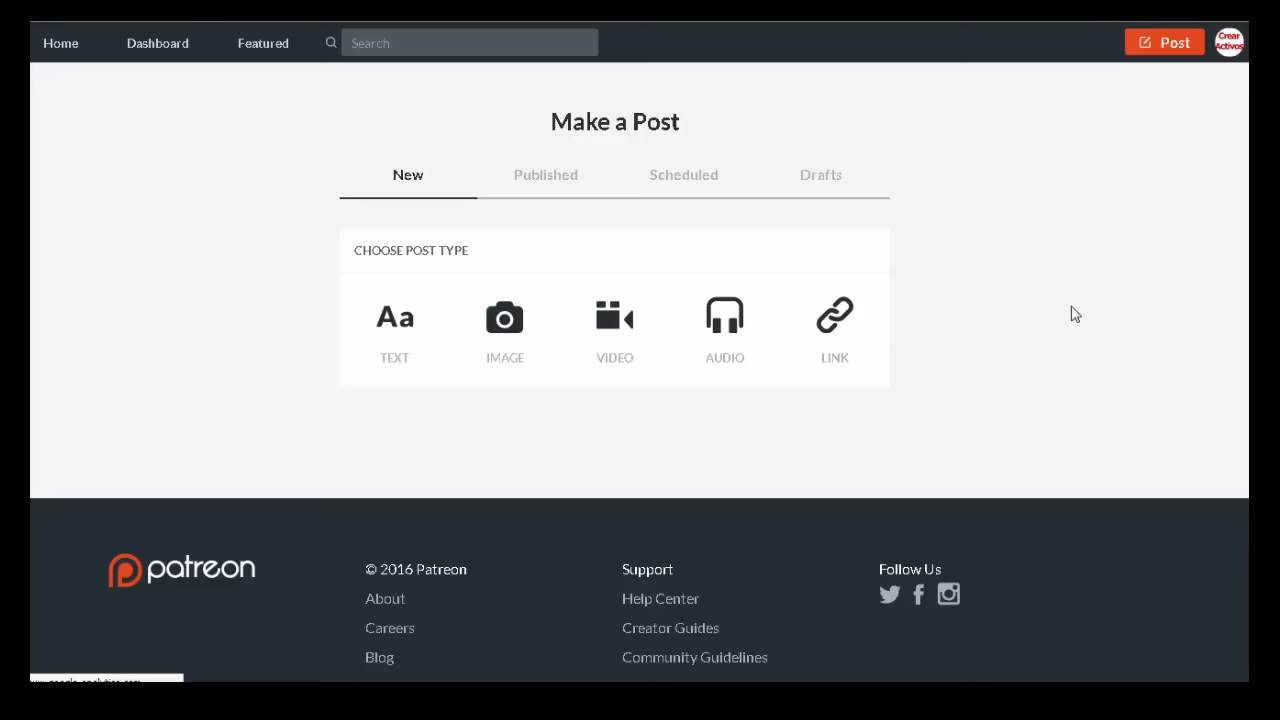 Home Dashboard Featured Search Post Crear Activos
Make a Post
New Published Scheduled Drafts
CHOOSE POST TYPE
Aa
TEXT IMAGE VIDEO AUDIO LINK
patreon © 2016 Patreon Support Follow Us
About Help Center
Careers Creator Guides
Blog Community Guidelines